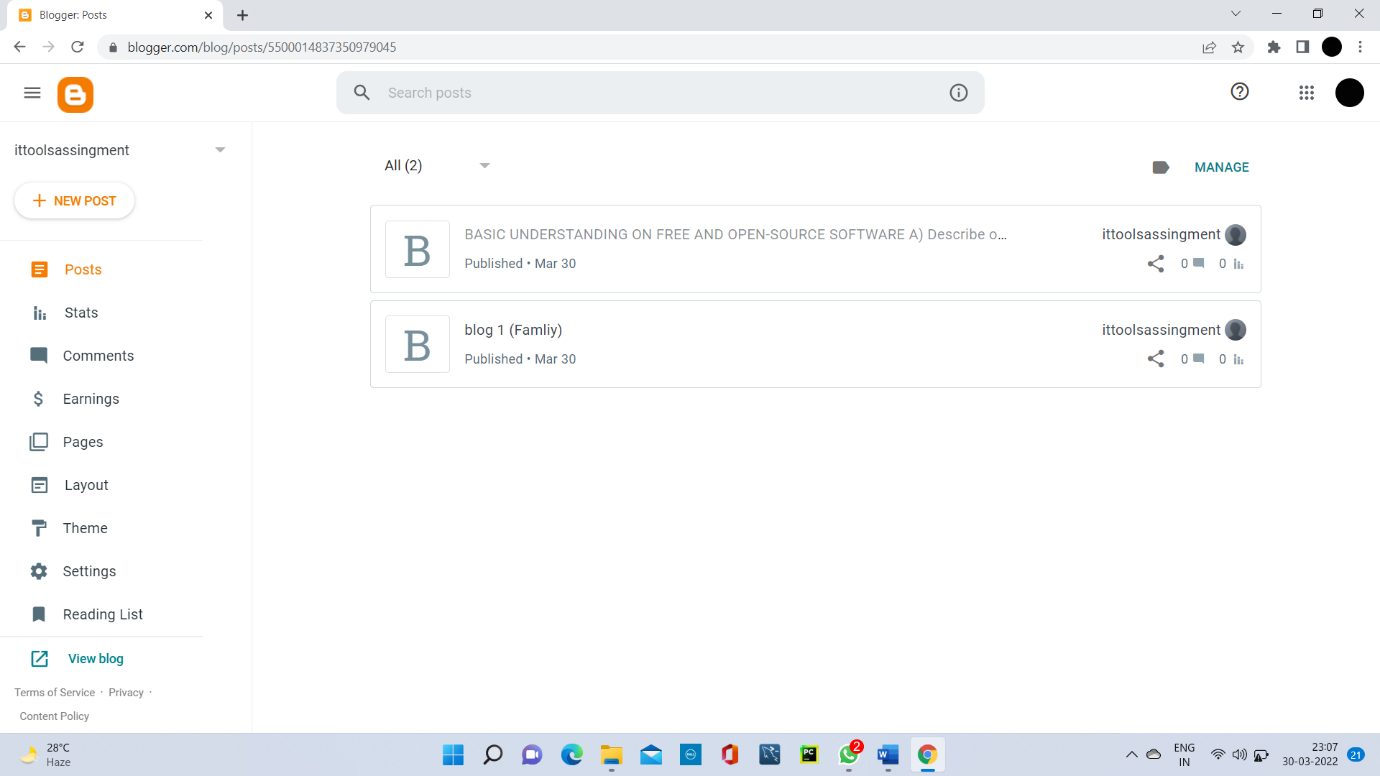 Blogger: Posts
blogger.com/blog/posts/5500014837350979045
Search posts
ittoolsassingment
All (2)
MANAGE
NEW POST
B
BASIC UNDERSTANDING ON FREE AND OPEN-SOURCE SOFTWARE A) Describe o...
ittoolsassingment
Published • Mar 30
0
0
Posts
Stats
B
blog 1 (Famliy)
ittoolsassingment
Published • Mar 30
0
0
Comments
Earnings
Pages
Layout
Theme
Settings
Reading List
View blog
Terms of Service · Privacy ·
Content Policy
28°C
Haze
PC
2
W
ENG
IN
23:07
30-03-2022
21